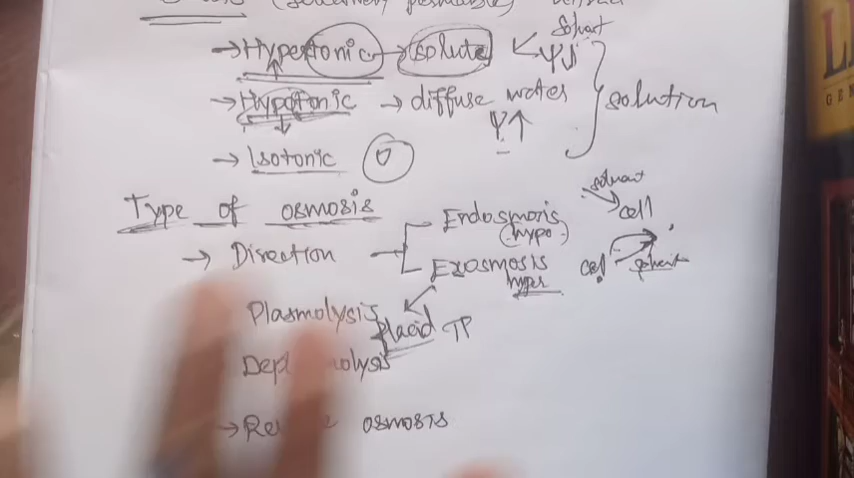 → Hypertonic → solute ↙ Solvent ψ↓
→ Hypotonic → diffuse water ψ↑ } solution
→ Isotonic 0
Type of osmosis
→ Direction Endosmosis (hypo.) solvent cell
Exosmosis hyper cell solvent
Plasmolysis flacid TP
→ osmosis